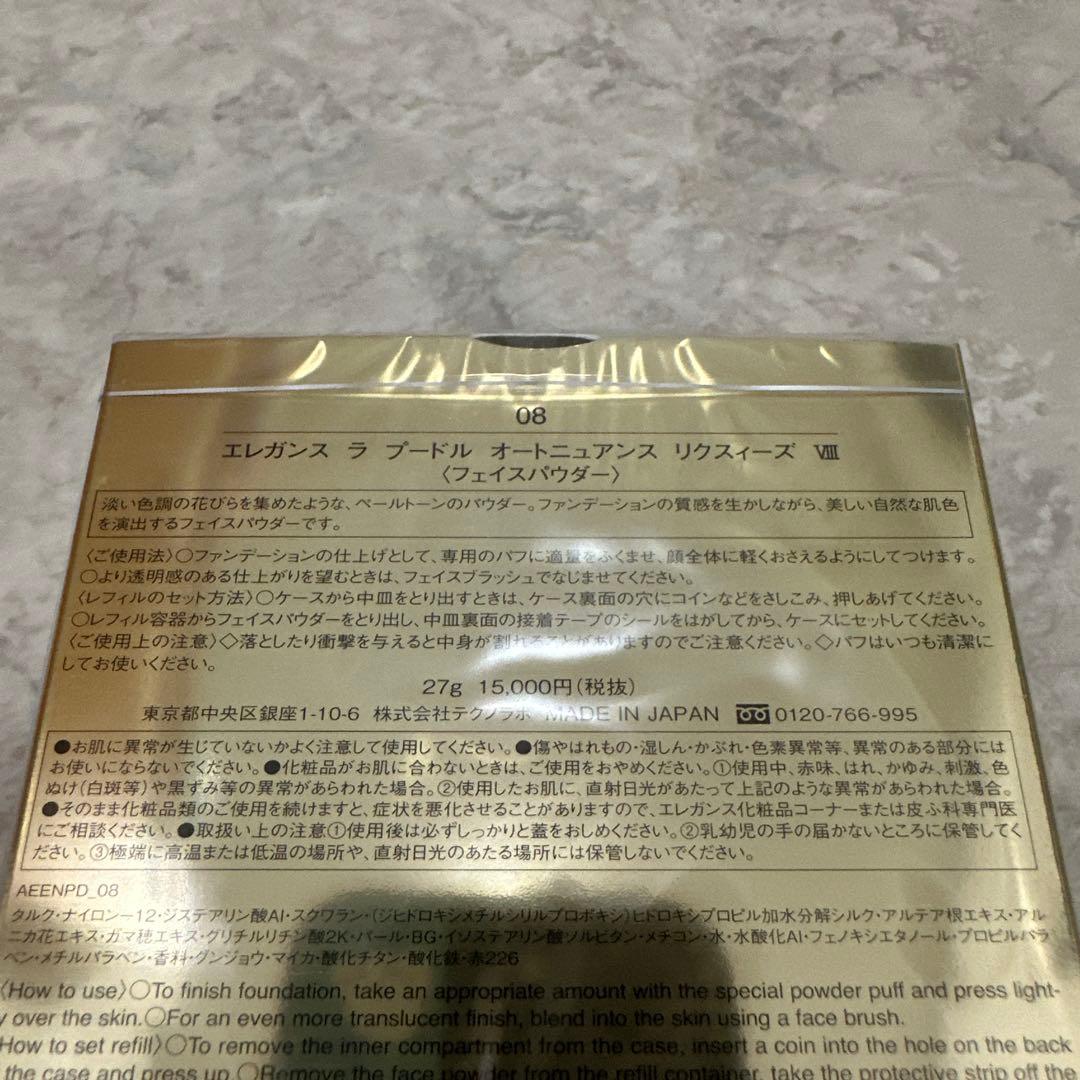 08
エレガンス ラ プードル オートニュアンス リクスィーズ Ⅷ
〈フェイスパウダー〉
淡い色調の花びらを集めたような、ペールトーンのパウダー。ファンデーションの質感を生かしながら、美しい自然な肌色
を演出するフェイスパウダーです。
〈ご使用法〉○ファンデーションの仕上げとして、専用のパフに適量をふくませ、顔全体に軽くおさえるようにしてつけます。
○より透明感のある仕上がりを望むときは、フェイスブラッシュでなじませてください。
〈レフィルのセット方法〉○ケースから中皿をとり出すときは、ケース裏面の穴にコインなどをさしこみ、押しあげてください。
○レフィル容器からフェイスパウダーをとり出し、中皿裏面の接着テープのシールをはがしてから、ケースにセットしてください。
〈ご使用上の注意〉◇落としたり衝撃を与えると中身が割れることがありますのでご注意ください。◇パフはいつも清潔に
してお使いください。
27g 15,000円(税抜)
東京都中央区銀座1-10-6 株式会社テクノラボ MADE IN JAPAN 0120-766-995
●お肌に異常が生じていないかよく注意して使用してください。●傷やはれもの・湿しん・かぶれ・色素異常等、異常のある部分には
お使いにならないでください。●化粧品がお肌に合わないときは、ご使用をおやめください。①使用中、赤味、はれ、かゆみ、刺激、色
ぬけ(白斑等)や黒ずみ等の異常があらわれた場合。②使用したお肌に、直射日光があたって上記のような異常があらわれた場合。
●そのまま化粧品類のご使用を続けますと、症状を悪化させることがありますので、エレガンス化粧品コーナーまたは皮ふ科専門医
にご相談ください。●取扱い上の注意①使用後は必ずしっかりと蓋をおしめください。②乳幼児の手の届かないところに保管してく
ださい。③極端に高温または低温の場所や、直射日光のあたる場所には保管しないでください。
AEENPD_08
タルク・ナイロン-12・ジステアリン酸Al・スクワラン・(ジヒドロキシメチルシリルプロポキシ)ヒドロキシプロピル加水分解シルク・アルテア根エキス・アル
ニカ花エキス・ガマ穂エキス・グリチルリチン酸2K・パール・BG・イソステアリン酸ソルビタン・メチコン・水・水酸化Al・フェノキシエタノール・プロピルパラ
ベン・メチルパラベン・香料・グンジョウ・マイカ・酸化チタン・酸化鉄・赤226
〈How to use〉○To finish foundation, take an appropriate amount with the special powder puff and press light-
y over the skin.○For an even more translucent finish, blend into the skin using a face brush.
How to set refill〉○To remove the inner compartment from the case, insert a coin into the hole on the back
the case and press up.○Remove the face powder from the refill container, take the protective strip off the